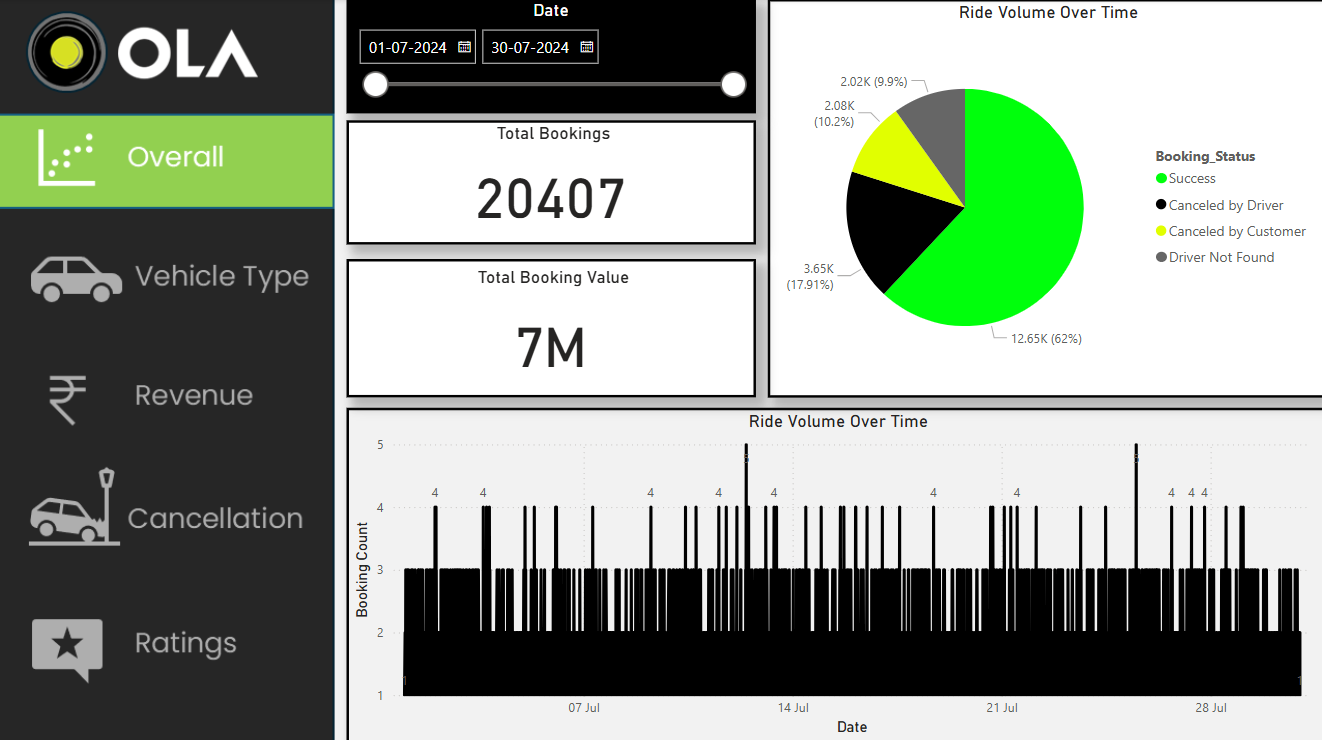 OLA
Overall
Vehicle Type
Revenue
Cancellation
Ratings
Date
01-07-2024
30-07-2024
Total Bookings
20407
Total Booking Value
7M
Ride Volume Over Time
2.02K (9.9%)
2.08K
(10.2%)
3.65K
(17.91%)
12.65K (62%)
Booking_Status
Success
Canceled by Driver
Canceled by Customer
Driver Not Found
Ride Volume Over Time
Booking Count
5
4
3
2
1
4 4 4 4 4 4 4 4 4 4
5 5
1 1
07 Jul
14 Jul
21 Jul
28 Jul
Date